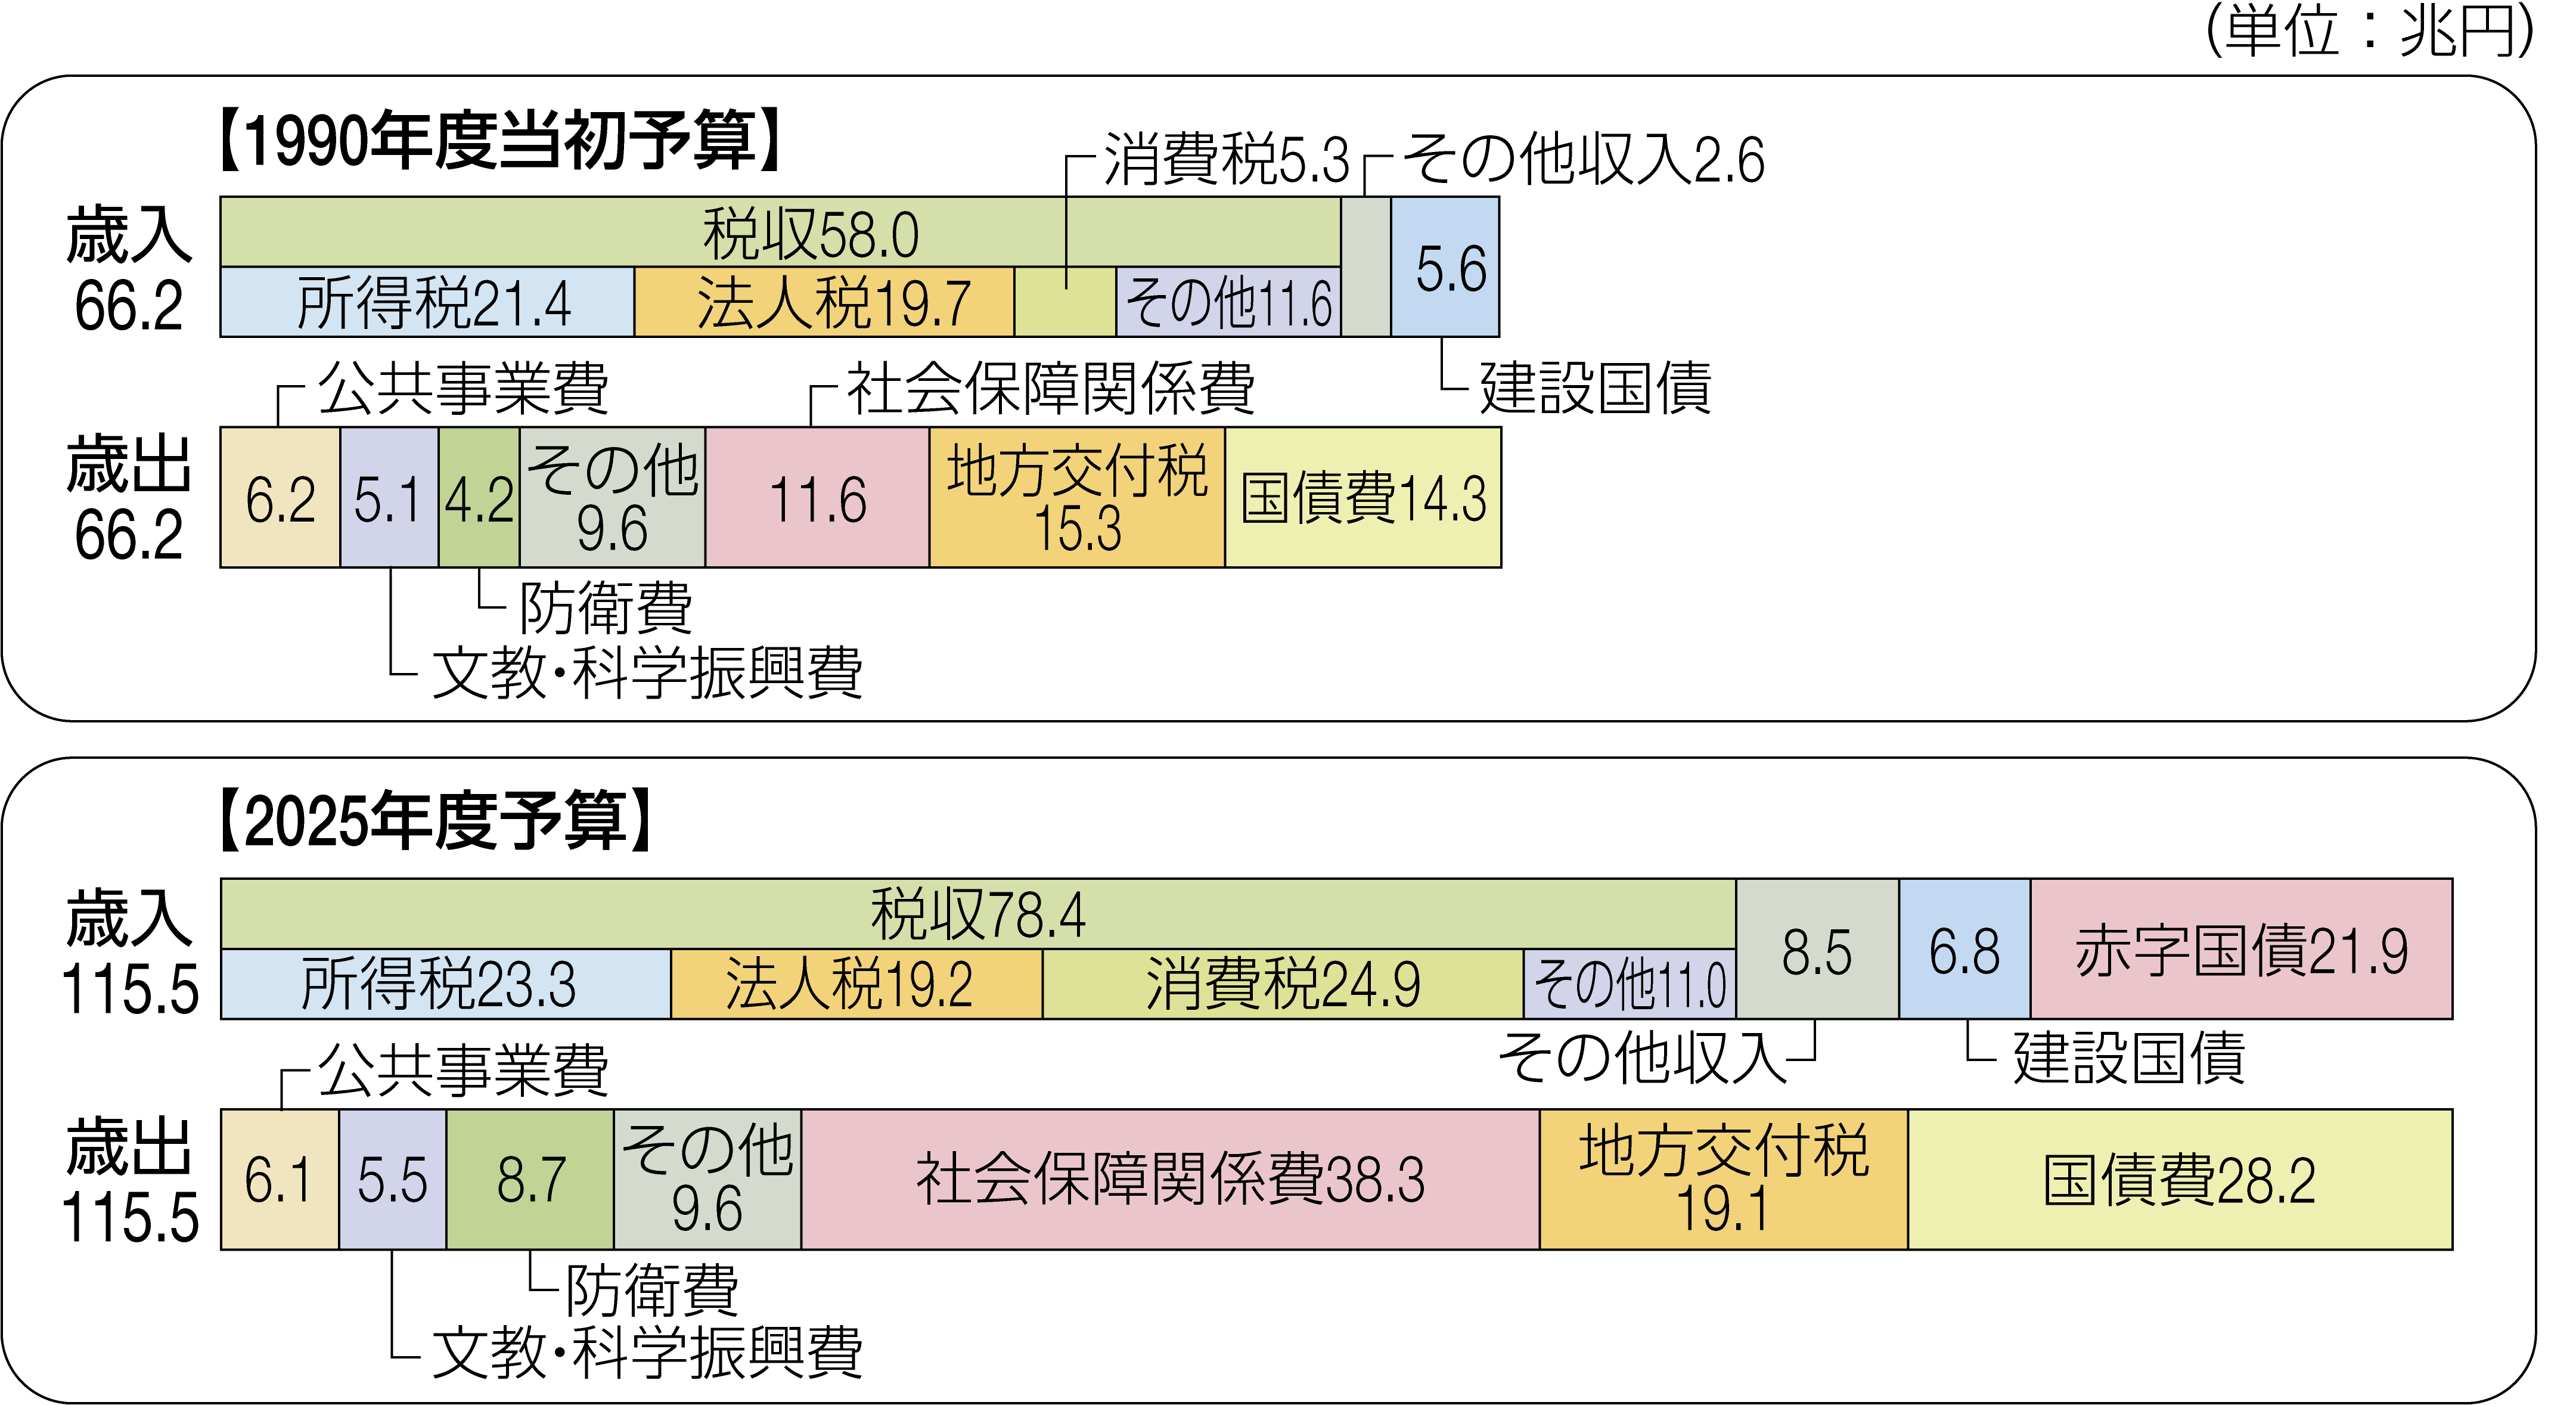 (単位：兆円)
【1990年度当初予算】
消費税5.3
その他収入2.6
歳入
66.2
税収58.0
所得税21.4
法人税19.7
その他11.6
5.6
建設国債
公共事業費
社会保障関係費
歳出
66.2
6.2
5.1
4.2
その他
9.6
11.6
地方交付税
15.3
国債費14.3
防衛費
文教・科学振興費
【2025年度予算】
歳入
115.5
税収78.4
所得税23.3
法人税19.2
消費税24.9
その他11.0
8.5
6.8
赤字国債21.9
その他収入
建設国債
公共事業費
歳出
115.5
6.1
5.5
8.7
その他
9.6
社会保障関係費38.3
地方交付税
19.1
国債費28.2
防衛費
文教・科学振興費